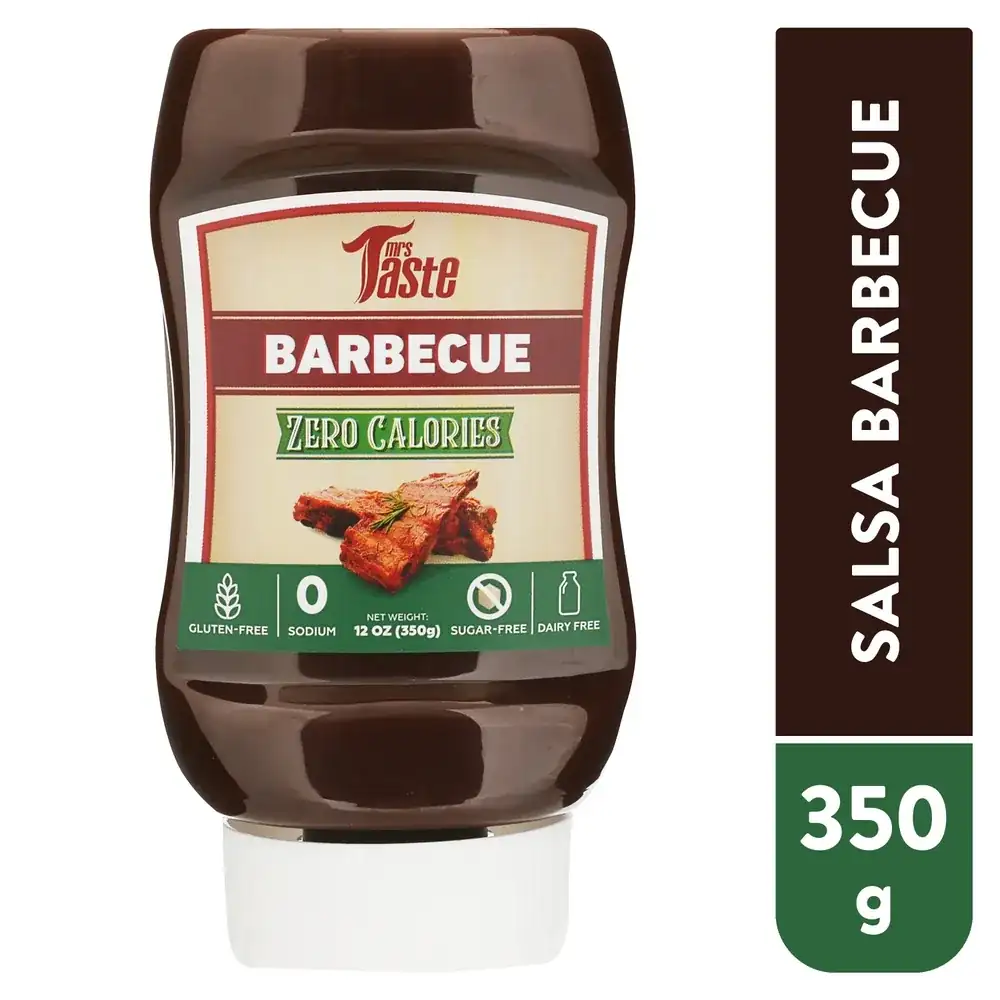 mrs
Taste
BARBECUE
ZERO CALORIES
GLUTEN-FREE
0
SODIUM
NET WEIGHT:
12 OZ (350g)
SUGAR-FREE
DAIRY FREE
SALSA BARBECUE
350
g